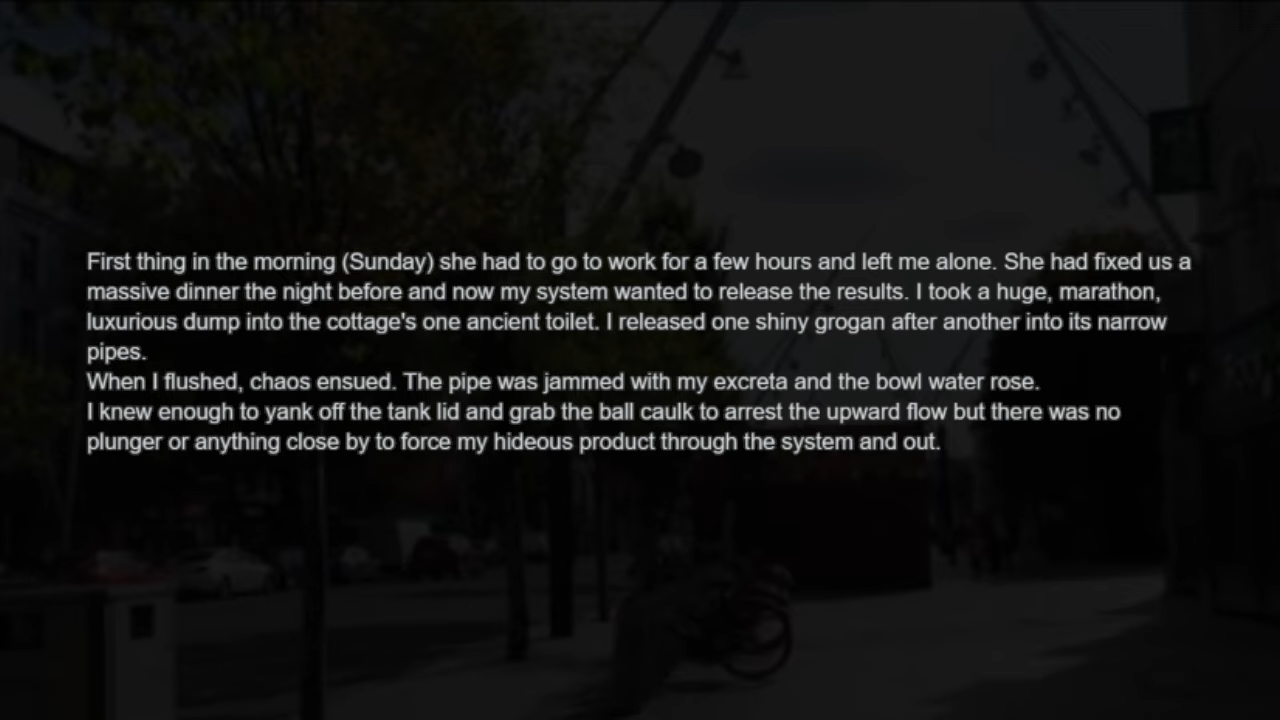 First thing in the morning (Sunday) she had to go to work for a few hours and left me alone. She had fixed us a
massive dinner the night before and now my system wanted to release the results. I took a huge, marathon,
luxurious dump into the cottage's one ancient toilet. I released one shiny grogan after another into its narrow
pipes.
When I flushed, chaos ensued. The pipe was jammed with my excreta and the bowl water rose.
I knew enough to yank off the tank lid and grab the ball caulk to arrest the upward flow but there was no
plunger or anything close by to force my hideous product through the system and out.